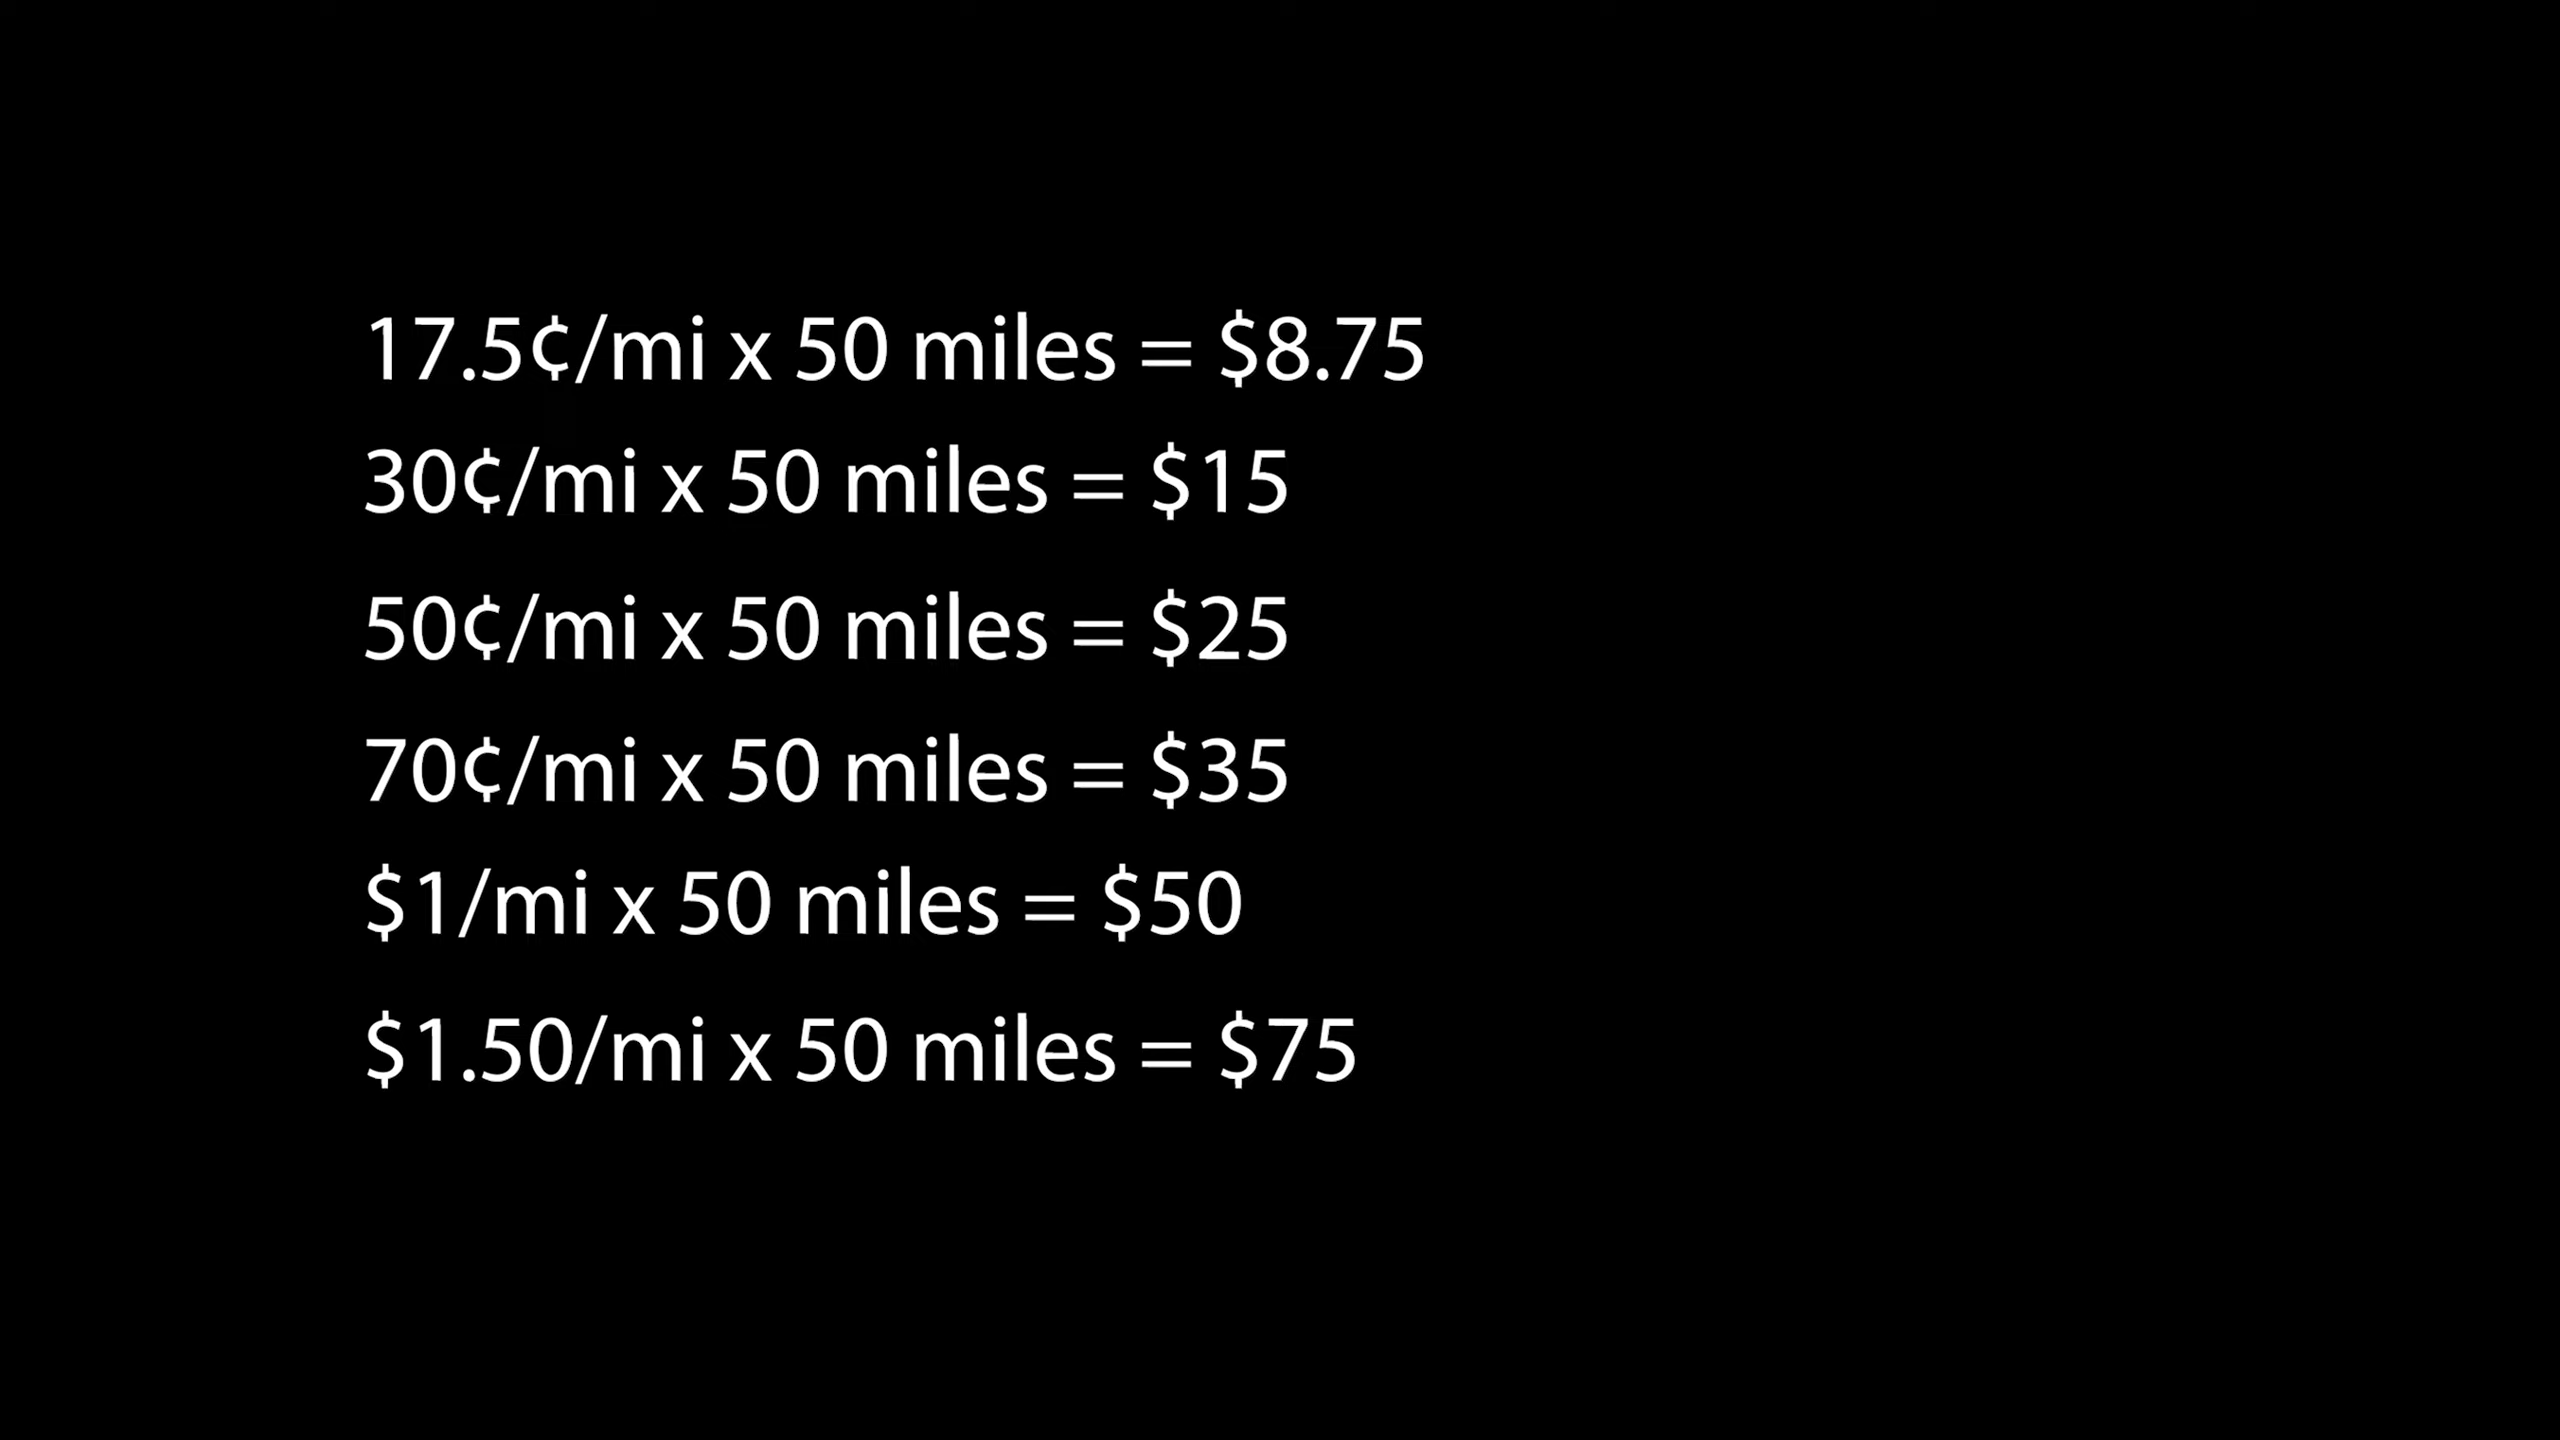 17.5¢/mi x 50 miles = $8.75
30¢/mi x 50 miles = $15
50¢/mi x 50 miles = $25
70¢/mi x 50 miles = $35
$1/mi x 50 miles = $50
$1.50/mi x 50 miles = $75